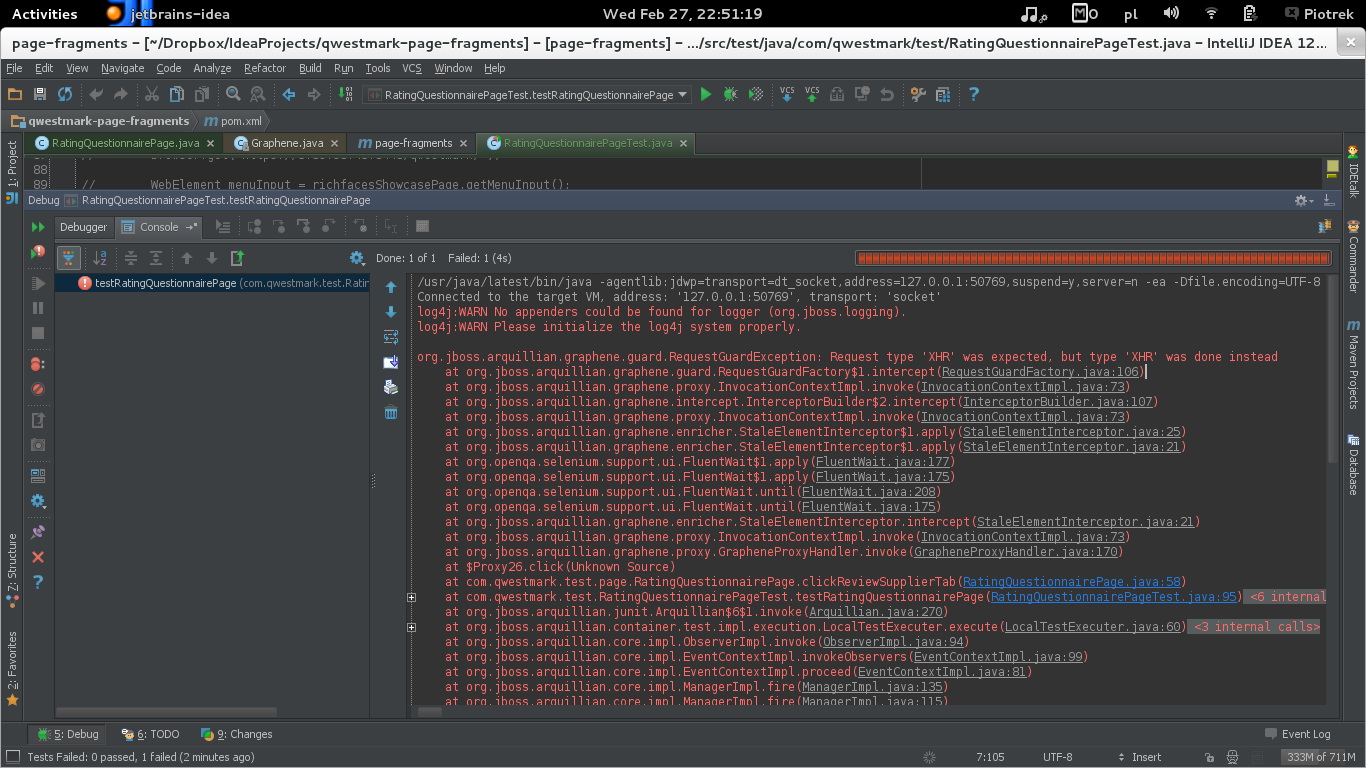 Activities
jetbrains-idea
Wed Feb 27, 22:51:19
MO
pl
Piotrek
page-fragments – [~/Dropbox/IdeaProjects/qwestmark-page-fragments] – [page-fragments] – .../src/test/java/com/qwestmark/test/RatingQuestionnairePageTest.java – IntelliJ IDEA 12...
File Edit View Navigate Code Analyze Refactor Build Run Tools VCS Window Help
RatingQuestionnairePageTest.testRatingQuestionnairePage
VCS VCS
qwestmark-page-fragments
pom.xml
RatingQuestionnairePage.java
Graphene.java
page-fragments
RatingQuestionnairePageTest.java
88
89 // WebElement menuInput = richfacesShowcasePage.getMenuInput();
Debug RatingQuestionnairePageTest.testRatingQuestionnairePage
Debugger Console
Done: 1 of 1 Failed: 1 (4s)
testRatingQuestionnairePage (com.qwestmark.test.Ratin
/usr/java/latest/bin/java -agentlib:jdwp=transport=dt_socket,address=127.0.0.1:50769,suspend=y,server=n -ea -Dfile.encoding=UTF-8
Connected to the target VM, address: '127.0.0.1:50769', transport: 'socket'
log4j:WARN No appenders could be found for logger (org.jboss.logging).
log4j:WARN Please initialize the log4j system properly.
org.jboss.arquillian.graphene.guard.RequestGuardException: Request type 'XHR' was expected, but type 'XHR' was done instead
at org.jboss.arquillian.graphene.guard.RequestGuardFactory$1.intercept(RequestGuardFactory.java:106)
at org.jboss.arquillian.graphene.proxy.InvocationContextImpl.invoke(InvocationContextImpl.java:73)
at org.jboss.arquillian.graphene.intercept.InterceptorBuilder$2.intercept(InterceptorBuilder.java:107)
at org.jboss.arquillian.graphene.proxy.InvocationContextImpl.invoke(InvocationContextImpl.java:73)
at org.jboss.arquillian.graphene.enricher.StaleElementInterceptor$1.apply(StaleElementInterceptor.java:25)
at org.jboss.arquillian.graphene.enricher.StaleElementInterceptor$1.apply(StaleElementInterceptor.java:21)
at org.openqa.selenium.support.ui.FluentWait$1.apply(FluentWait.java:177)
at org.openqa.selenium.support.ui.FluentWait$1.apply(FluentWait.java:175)
at org.openqa.selenium.support.ui.FluentWait.until(FluentWait.java:208)
at org.openqa.selenium.support.ui.FluentWait.until(FluentWait.java:175)
at org.jboss.arquillian.graphene.enricher.StaleElementInterceptor.intercept(StaleElementInterceptor.java:21)
at org.jboss.arquillian.graphene.proxy.InvocationContextImpl.invoke(InvocationContextImpl.java:73)
at org.jboss.arquillian.graphene.proxy.GrapheneProxyHandler.invoke(GrapheneProxyHandler.java:170)
at $Proxy26.click(Unknown Source)
at com.qwestmark.test.page.RatingQuestionnairePage.clickReviewSupplierTab(RatingQuestionnairePage.java:58)
at com.qwestmark.test.RatingQuestionnairePageTest.testRatingQuestionnairePage(RatingQuestionnairePageTest.java:95) <6 internal
at org.jboss.arquillian.junit.Arquillian$6$1.invoke(Arquillian.java:270)
at org.jboss.arquillian.container.test.impl.execution.LocalTestExecuter.execute(LocalTestExecuter.java:60) <3 internal calls>
at org.jboss.arquillian.core.impl.ObserverImpl.invoke(ObserverImpl.java:94)
at org.jboss.arquillian.core.impl.EventContextImpl.invokeObservers(EventContextImpl.java:99)
at org.jboss.arquillian.core.impl.EventContextImpl.proceed(EventContextImpl.java:81)
at org.jboss.arquillian.core.impl.ManagerImpl.fire(ManagerImpl.java:135)
at org.jboss.arquillian.core.impl.ManagerImpl.fire(ManagerImpl.java:115)
1: Project
Z: Structure
2: Favorites
IDEtalk
Commander
Maven Projects
Database
5: Debug
6: TODO
9: Changes
Event Log
Tests Failed: 0 passed, 1 failed (2 minutes ago)
7:105
UTF-8
Insert
333M of 711M